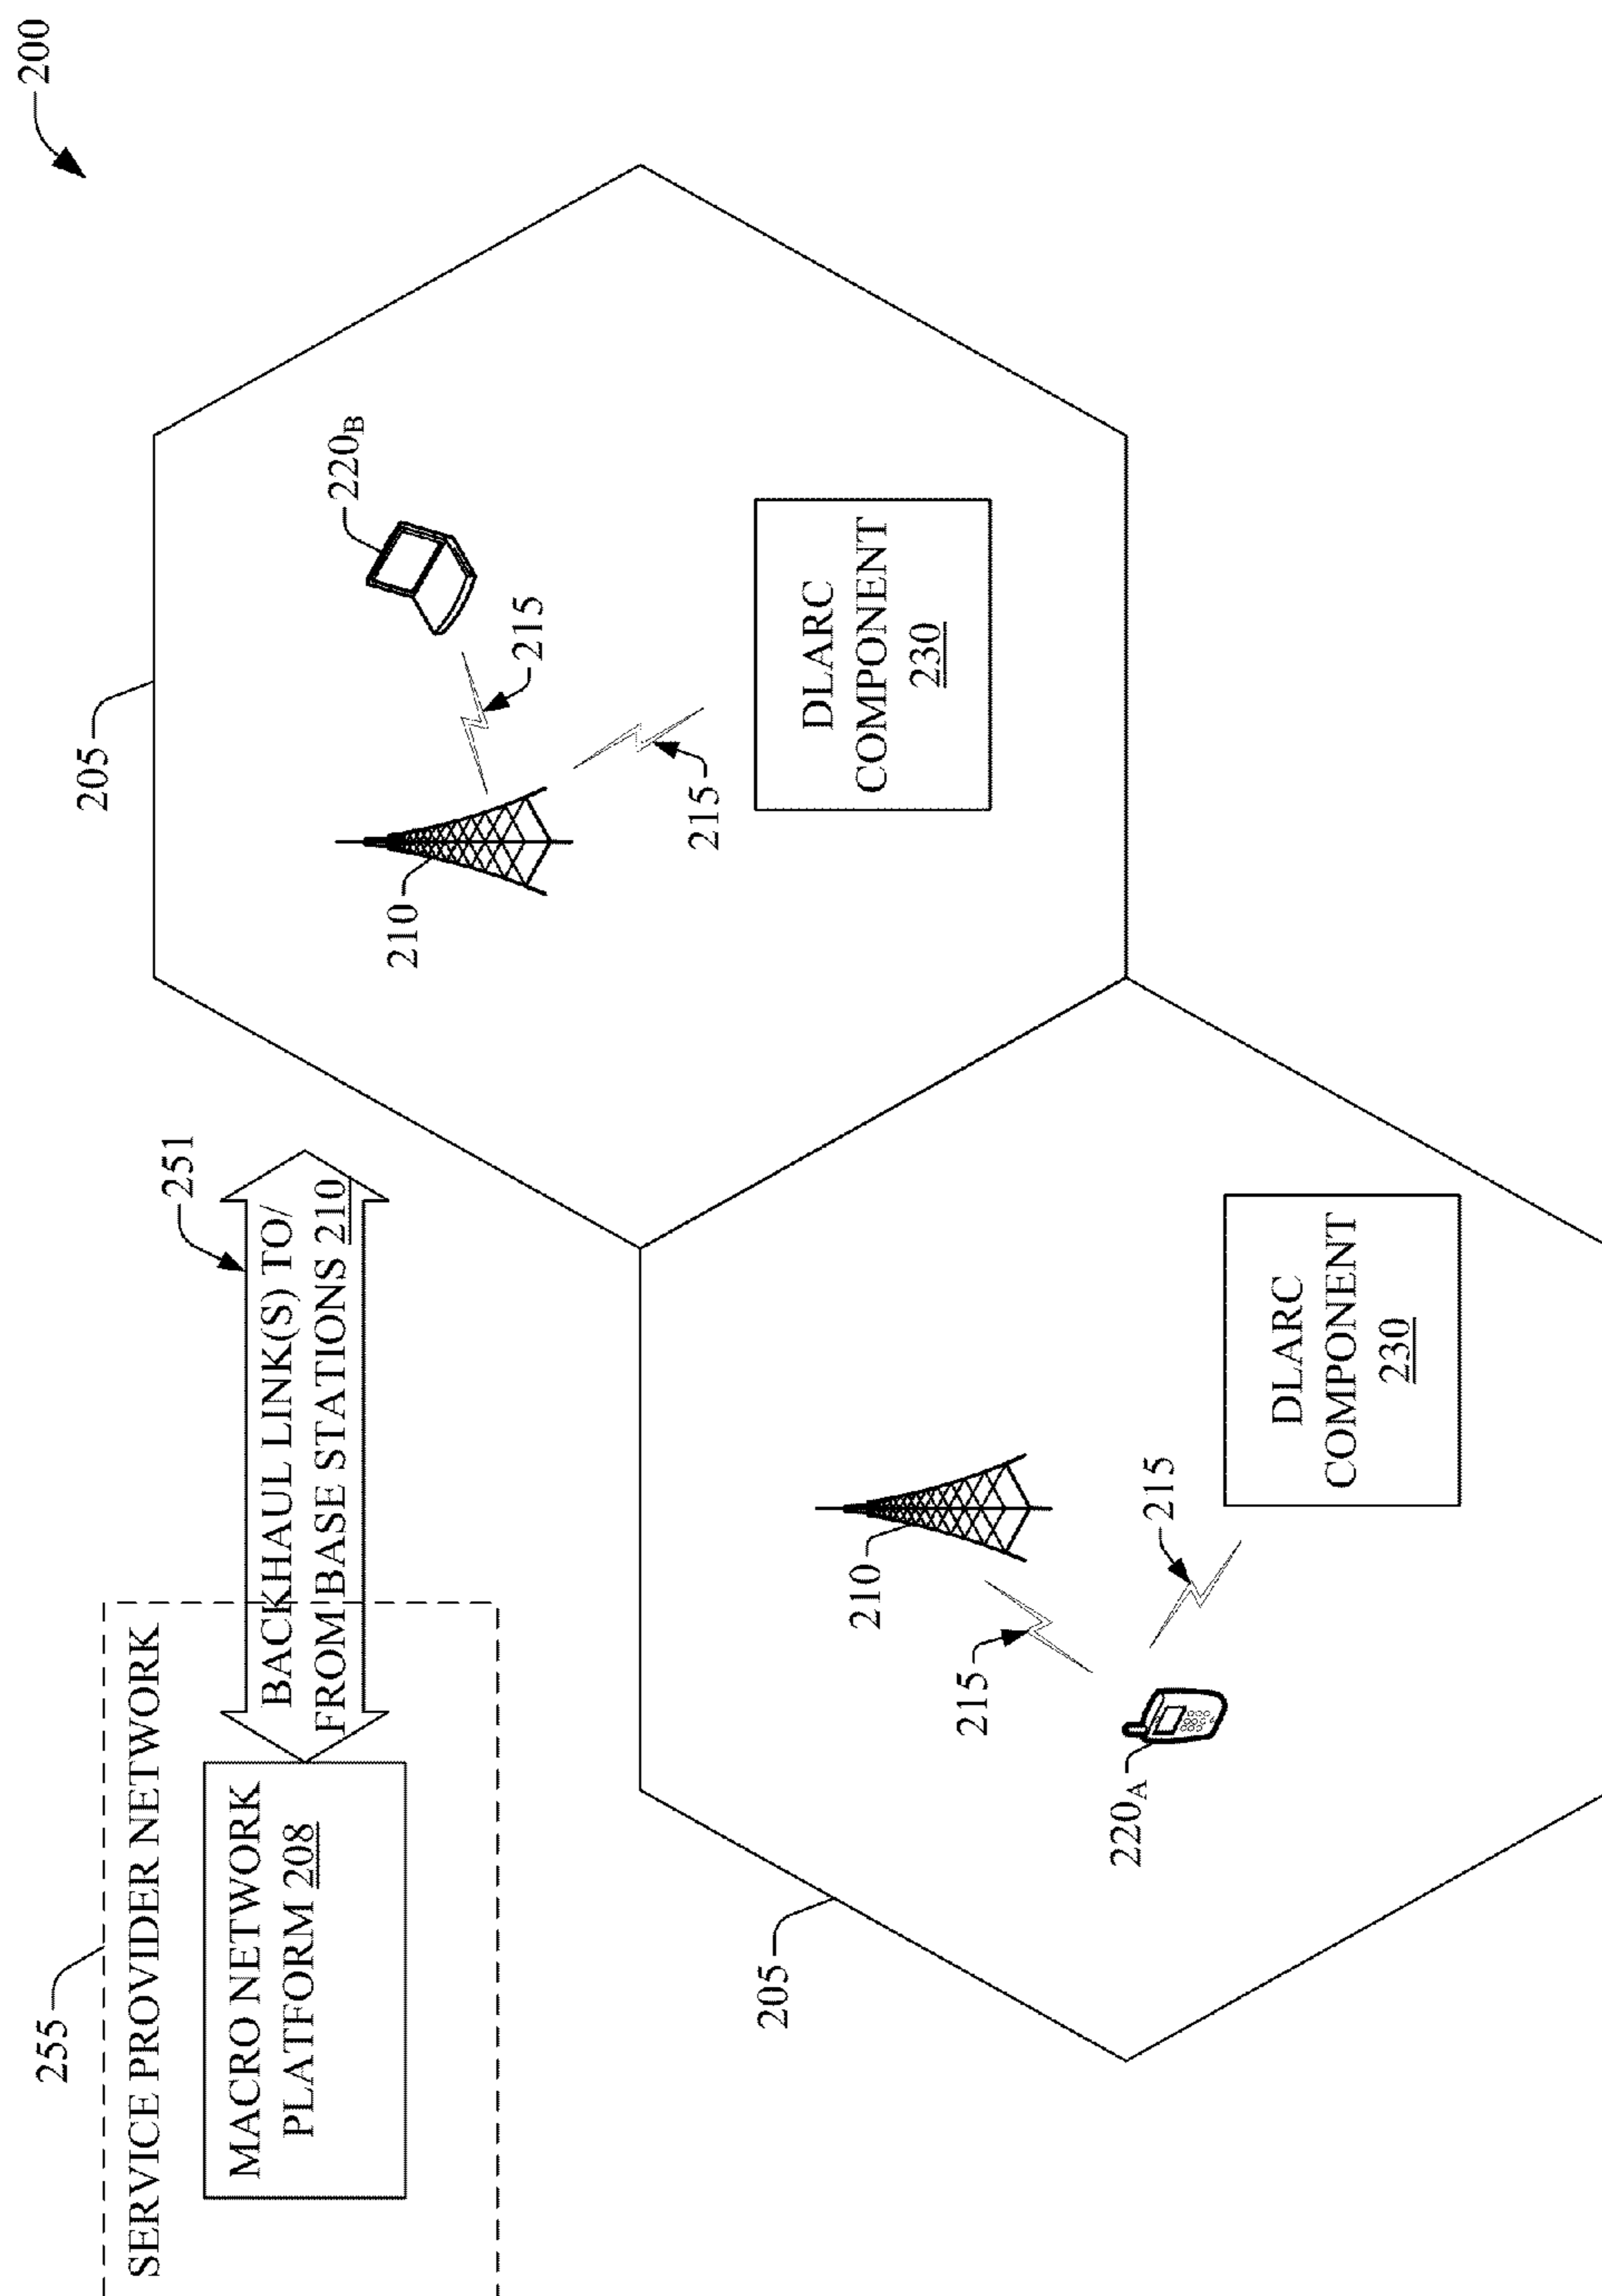 200
255
SERVICE PROVIDER NETWORK
MACRO NETWORK
PLATFORM 208
251
BACKHAUL LINK(S) TO/
FROM BASE STATIONS 210
205
210
220B
215
215
DLARC
COMPONENT
230
205
210
215
220A
215
DLARC
COMPONENT
230